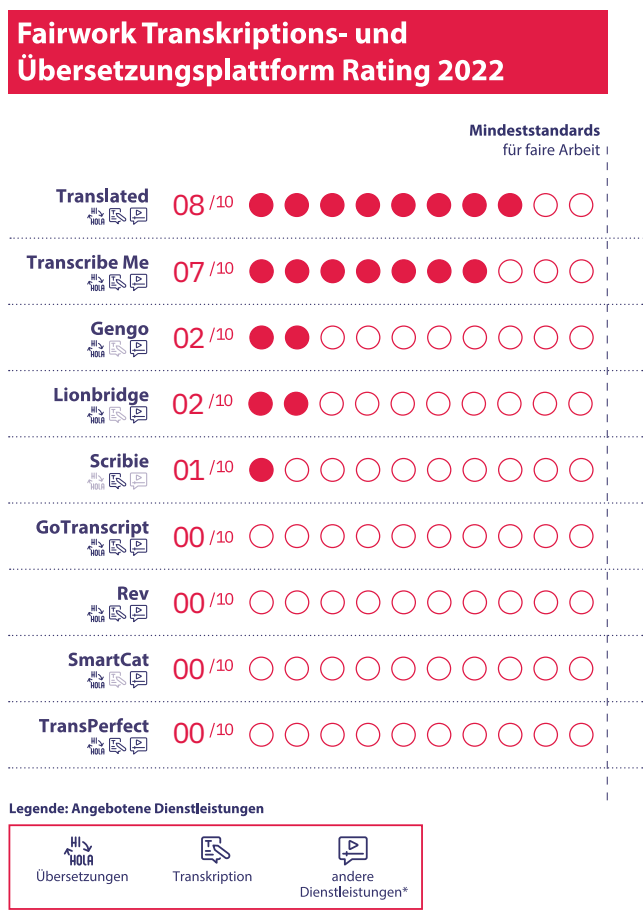 Fairwork Transkriptions- und
Übersetzungsplattform Rating 2022
Mindeststandards
für faire Arbeit
Translated 08 /10
HI HOLA T
Transcribe Me 07 /10
HI HOLA T
Gengo 02 /10
HI HOLA T
Lionbridge 02 /10
HI HOLA T
Scribie 01 /10
HI HOLA T
GoTranscript 00 /10
HI HOLA T
Rev 00 /10
HI HOLA T
SmartCat 00 /10
HI HOLA T
TransPerfect 00 /10
HI HOLA T
Legende: Angebotene Dienstleistungen
HI HOLA T
Übersetzungen Transkription andere
Dienstleistungen*